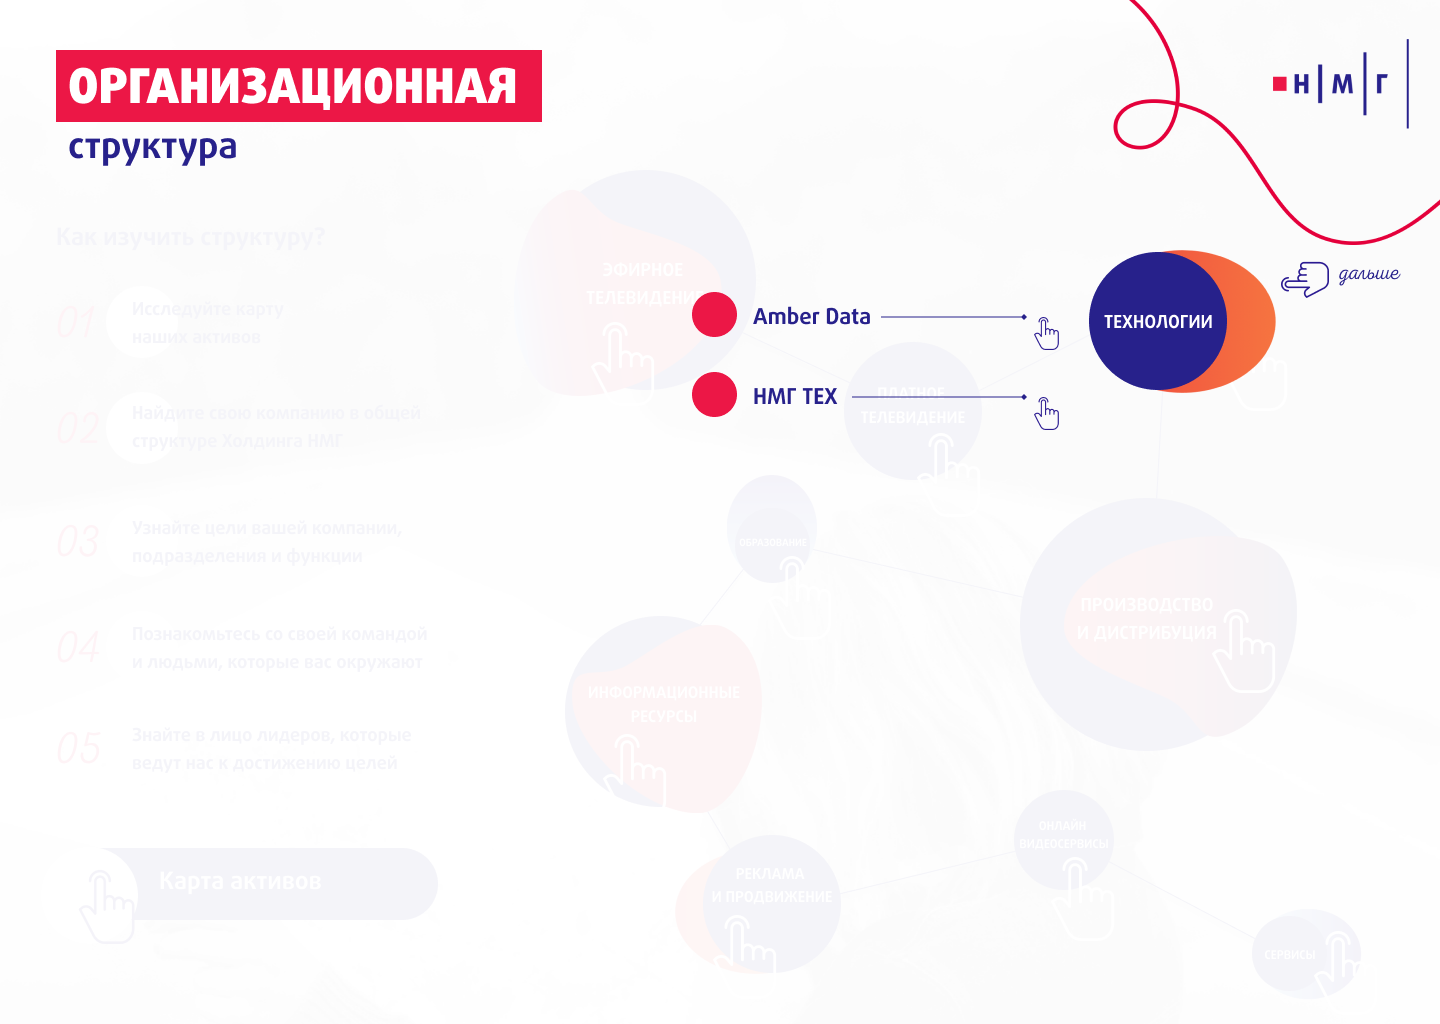 ОРГАНИЗАЦИОННАЯ
структура
НМГ
Как изучить структуру?
01
Исследуйте карту
наших активов
02
Найдите свою компанию в общей
структуре Холдинга НМГ
03
Узнайте цели вашей компании,
подразделения и функции
04
Познакомьтесь со своей командой
и людьми, которые вас окружают
05
Знайте в лицо лидеров, которые
ведут нас к достижению целей
Карта активов
ЭФИРНОЕ
ТЕЛЕВИДЕНИЕ
Amber Data
НМГ ТЕХ
ТЕХНОЛОГИИ
дальше
ПЛАТНОЕ
ТЕЛЕВИДЕНИЕ
ОБРАЗОВАНИЕ
ПРОИЗВОДСТВО
И ДИСТРИБУЦИЯ
ИНФОРМАЦИОННЫЕ
РЕСУРСЫ
ОНЛАЙН
ВИДЕОСЕРВИСЫ
РЕКЛАМА
И ПРОДВИЖЕНИЕ
СЕРВИСЫ